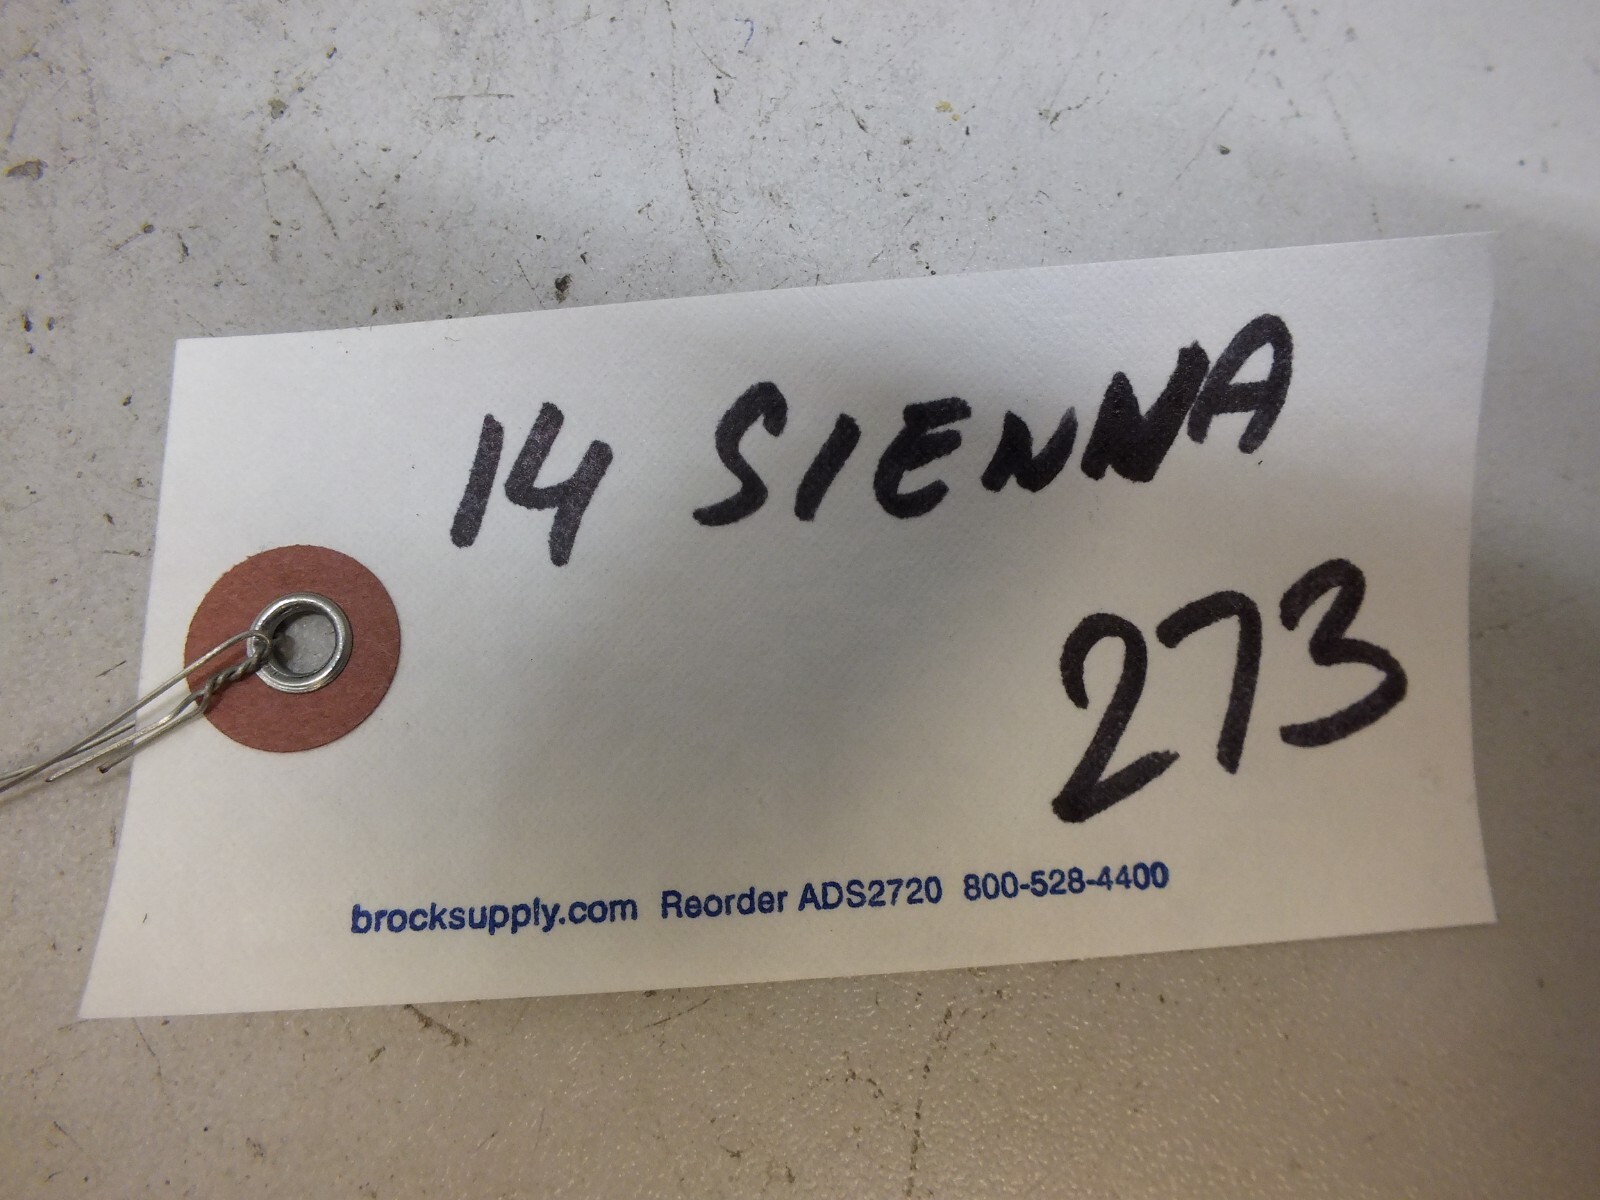 14 SIENNA
273
brocksupply.com Reorder ADS2720 800-528-4400